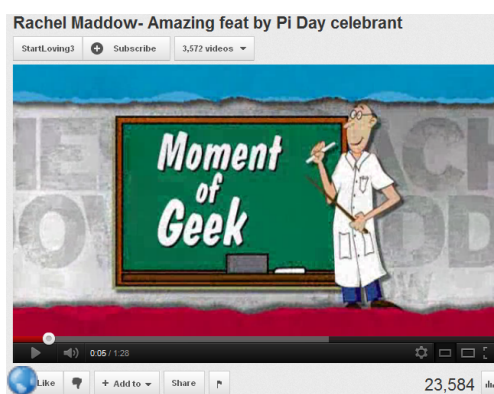 Rachel Maddow- Amazing feat by Pi Day celebrant
StartLoving3 Subscribe 3,572 videos
Moment
of
Geek
0:05 / 1:28
Like Add to Share 23,584